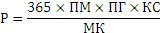 P = 365 × ПМ × ПГ × КС
МК